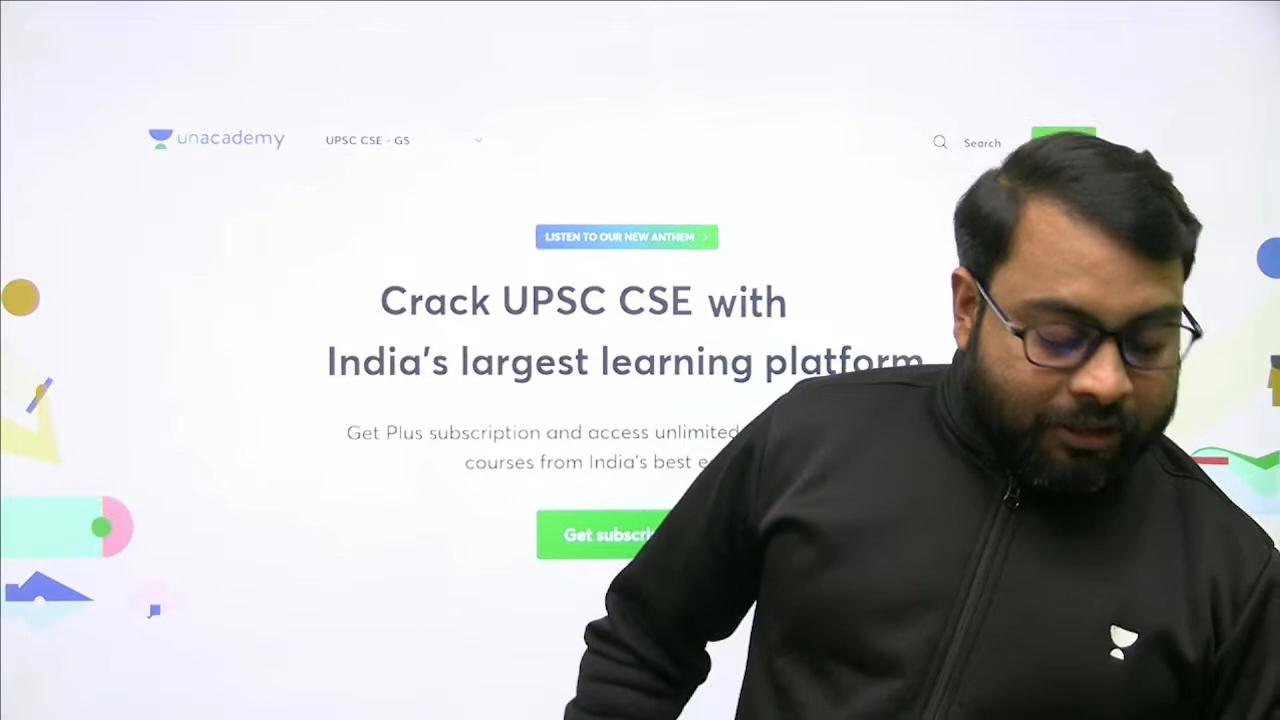 unacademy
UPSC CSE - GS
Search
LISTEN TO OUR NEW ANTHEM
Crack UPSC CSE with
India's largest learning platform
Get Plus subscription and access unlimited
courses from India's best
Get